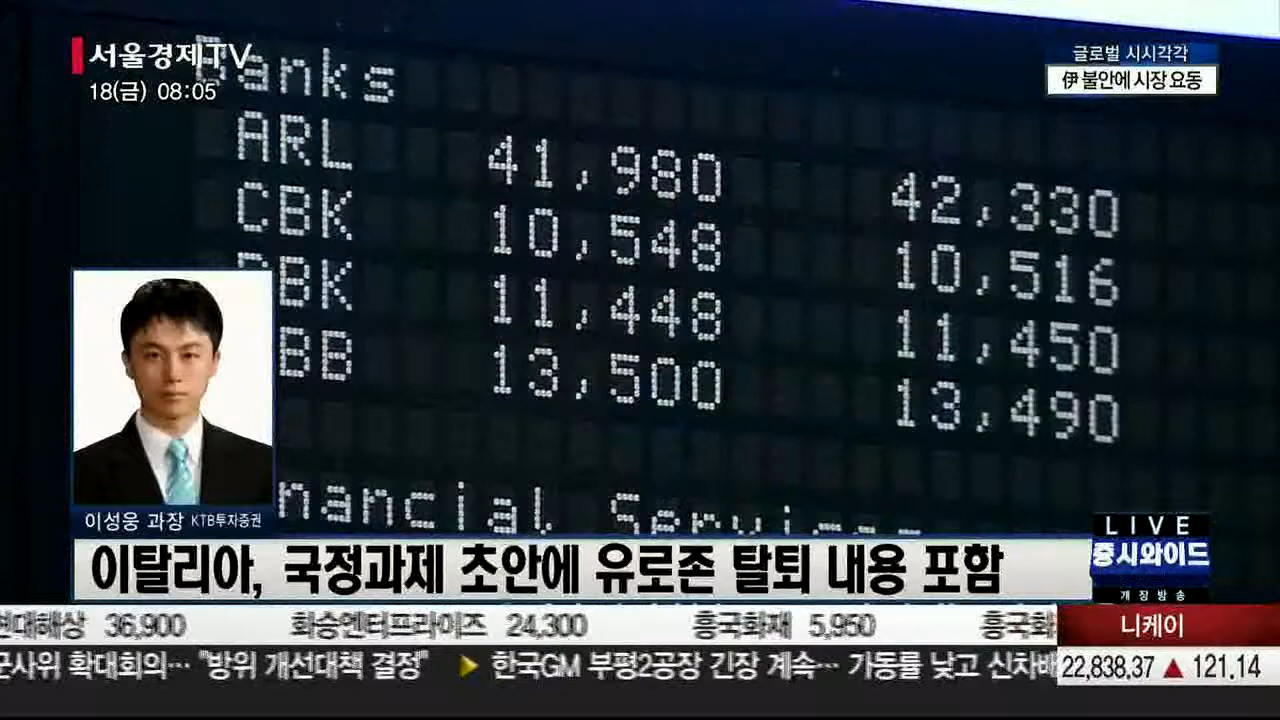 서울경제TV
18(금) 08:05
글로벌 시시각각
伊 불안에 시장 요동
Banks
ARL 41,980 42,330
CBK 10,548 10,516
DBK 11,448 11,450
BB 13,500 13,490
nancial Services
이성웅 과장 KTB투자증권
이탈리아, 국정과제 초안에 유로존 탈퇴 내용 포함
LIVE
증시와이드
개장방송
현대해상 36,900 화승엔터프라이즈 24,300 흥국화재 5,950 흥국화
니케이
군사위 확대회의… "방위 개선대책 결정" ▶ 한국GM 부평2공장 긴장 계속… 가동률 낮고 신차배
22,838.37 ▲ 121.14